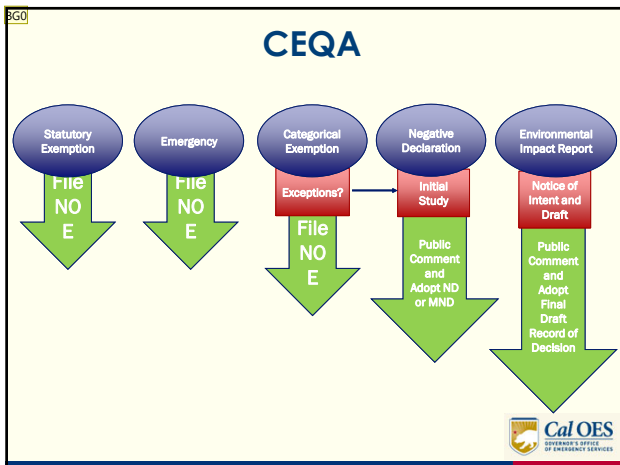 BG0
CEQA
Statutory
Exemption
Emergency
Categorical
Exemption
Negative
Declaration
Environmental
Impact Report
File
NO
E
File
NO
E
Exceptions?
File
NO
E
Initial
Study
Public
Comment
and
Adopt ND
or MND
Notice of
Intent and
Draft
Public
Comment
and
Adopt
Final
Draft
Record of
Decision
Cal OES
GOVERNOR'S OFFICE
OF EMERGENCY SERVICES